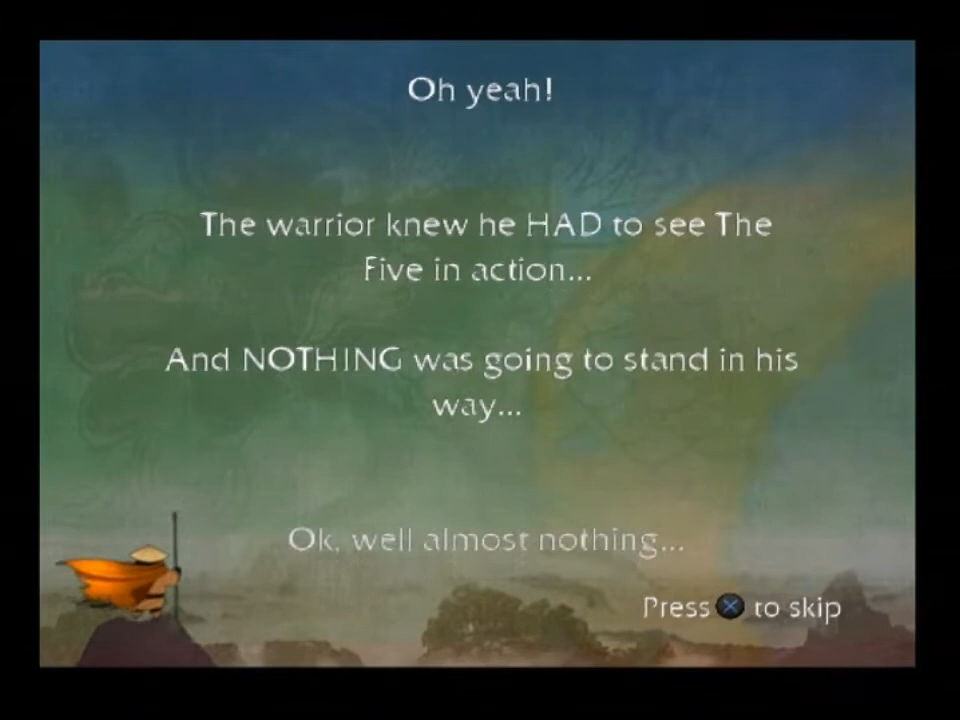 Oh yeah!
The warrior knew he HAD to see The
Five in action...
And NOTHING was going to stand in his
way...
Ok, well almost nothing...
Press X to skip